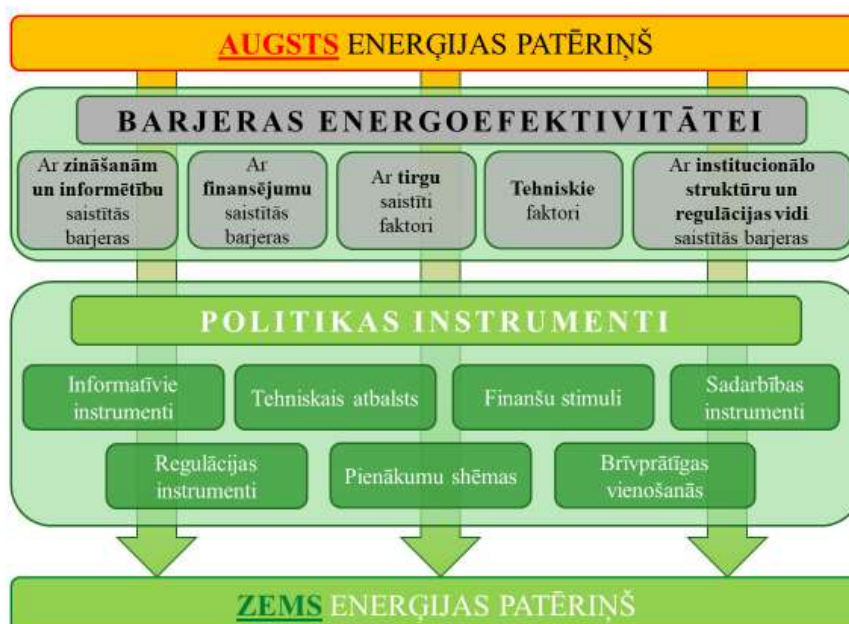 AUGSTS ENERĢIJAS PATĒRIŅŠ
BARJERAS ENERGOEFEKTIVITĀTEI
Ar zināšanām
un informētību
saistītās
barjeras
Ar
finansējumu
saistītās
barjeras
Ar tirgu
saistīti
faktori
Tehniskie
faktori
Ar institucionālo
struktūru un
regulācijas vidi
saistītās barjeras
POLITIKAS INSTRUMENTI
Informatīvie
instrumenti
Tehniskais atbalsts
Finanšu stimuli
Sadarbības
instrumenti
Regulācijas
instrumenti
Pienākumu shēmas
Brīvprātīgas
vienošanās
ZEMS ENERĢIJAS PATĒRIŅŠ